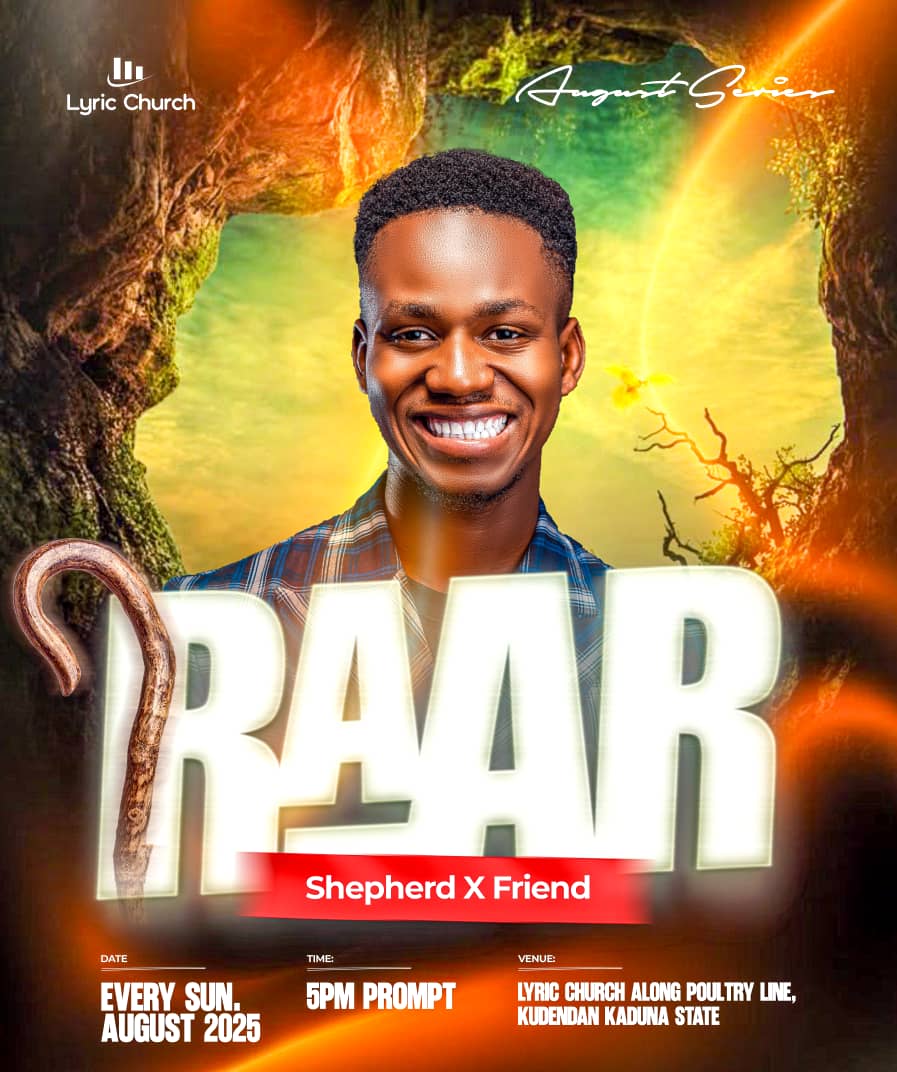 Lyric Church
August Series
RAAR
Shepherd X Friend
DATE
EVERY SUN.
AUGUST 2025
TIME:
5PM PROMPT
VENUE:
LYRIC CHURCH ALONG POULTRY LINE,
KUDENDAN KADUNA STATE